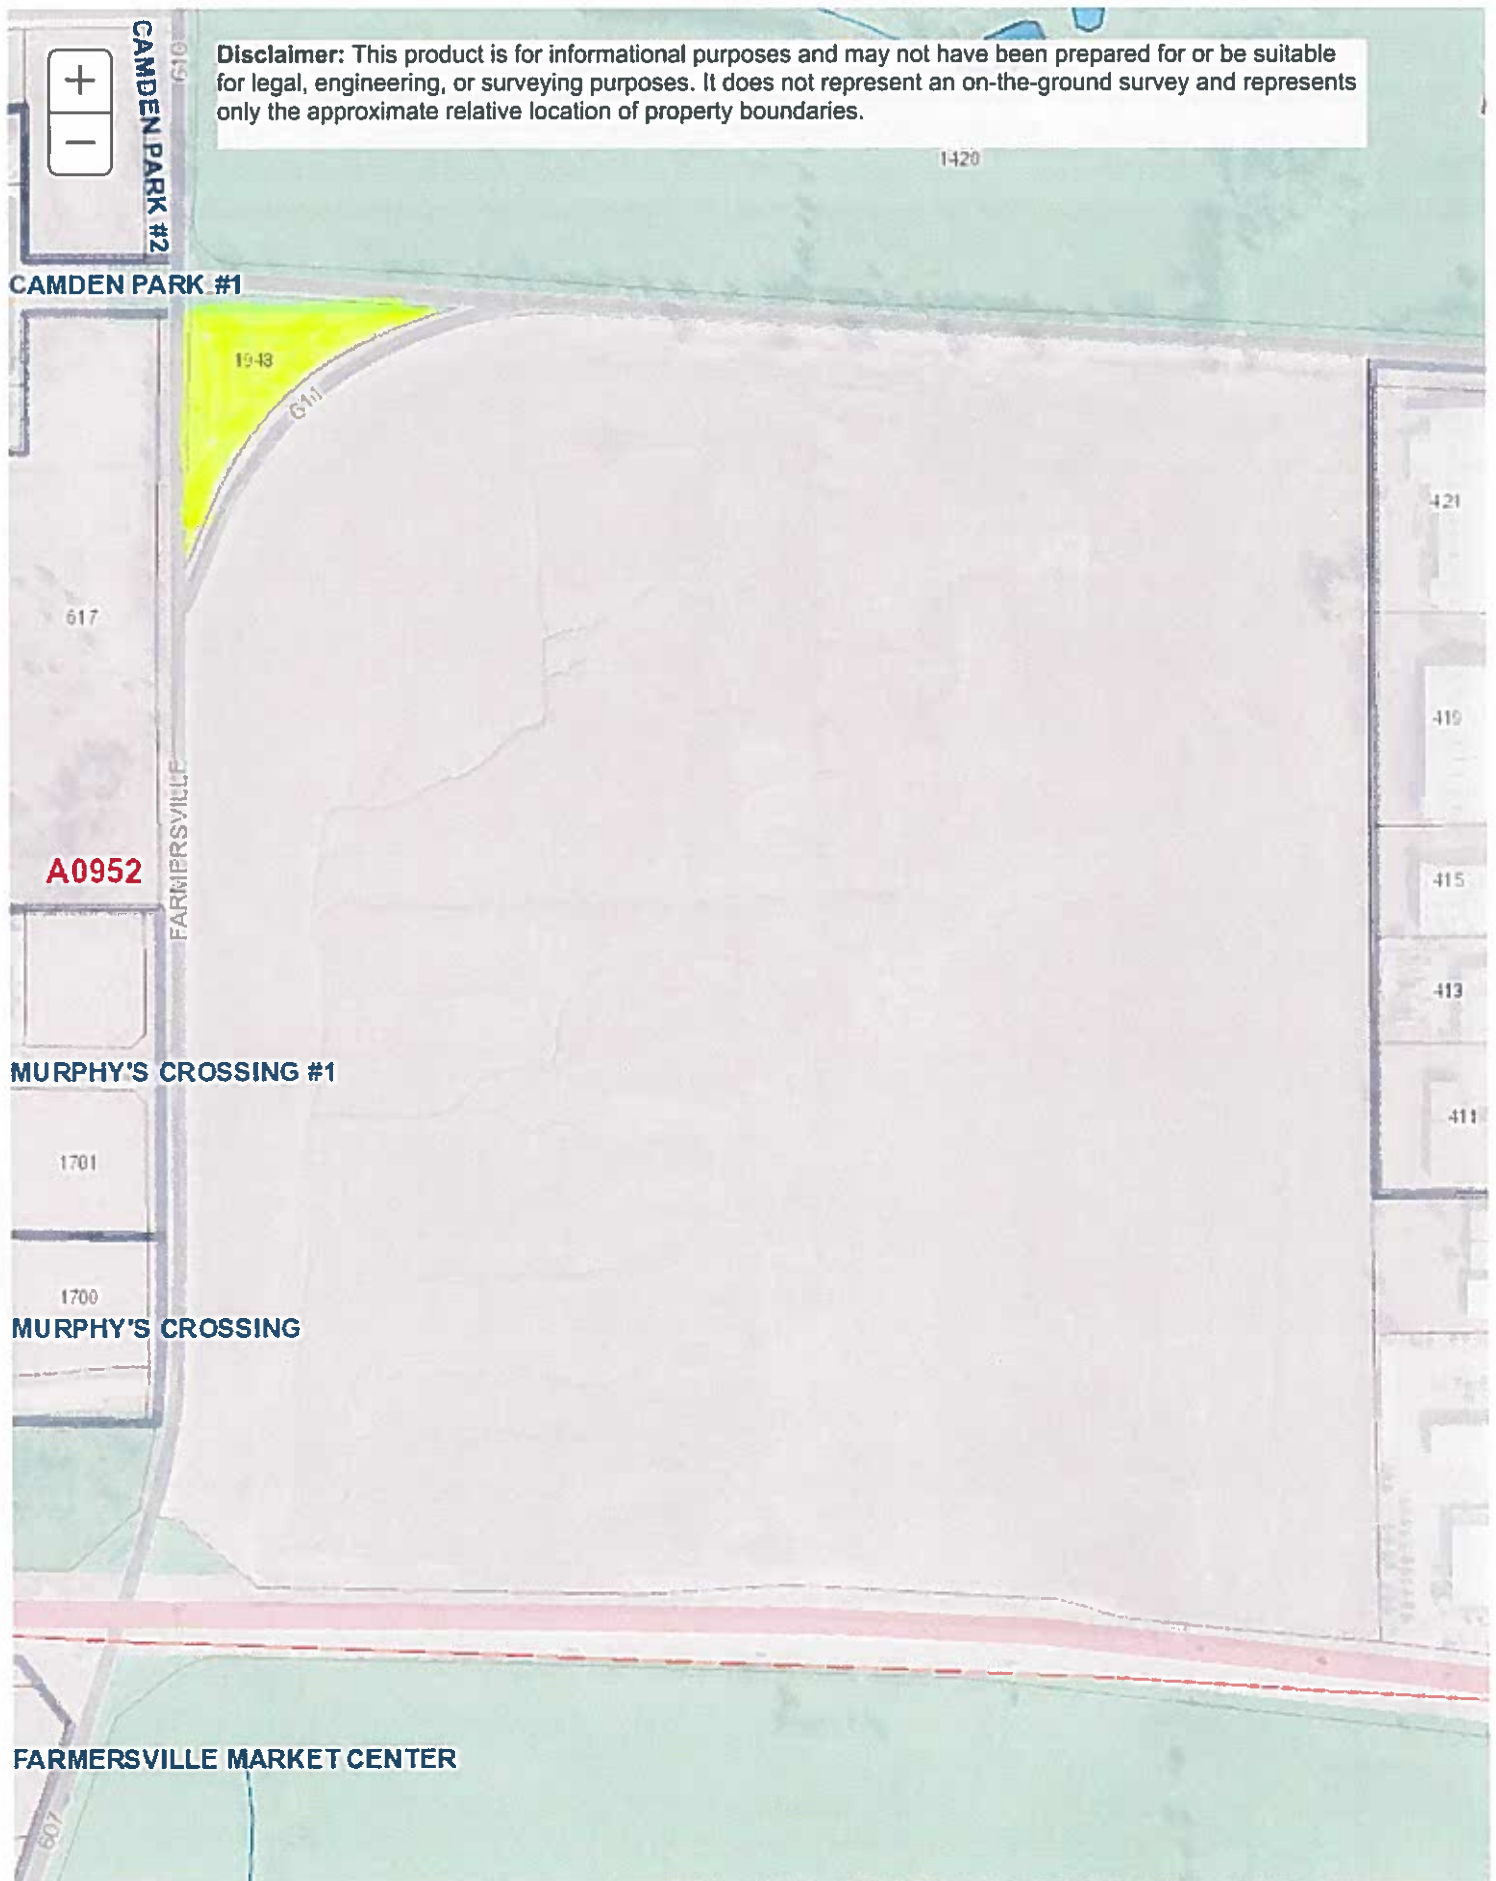 +
−
CAMDEN PARK #2
610
Disclaimer: This product is for informational purposes and may not have been prepared for or be suitable
for legal, engineering, or surveying purposes. It does not represent an on-the-ground survey and represents
only the approximate relative location of property boundaries.
1420
CAMDEN PARK #1
1943
611
421
617
419
FARMERSVILLE
A0952
415
413
MURPHY'S CROSSING #1
411
1701
1700
MURPHY'S CROSSING
FARMERSVILLE MARKET CENTER
607